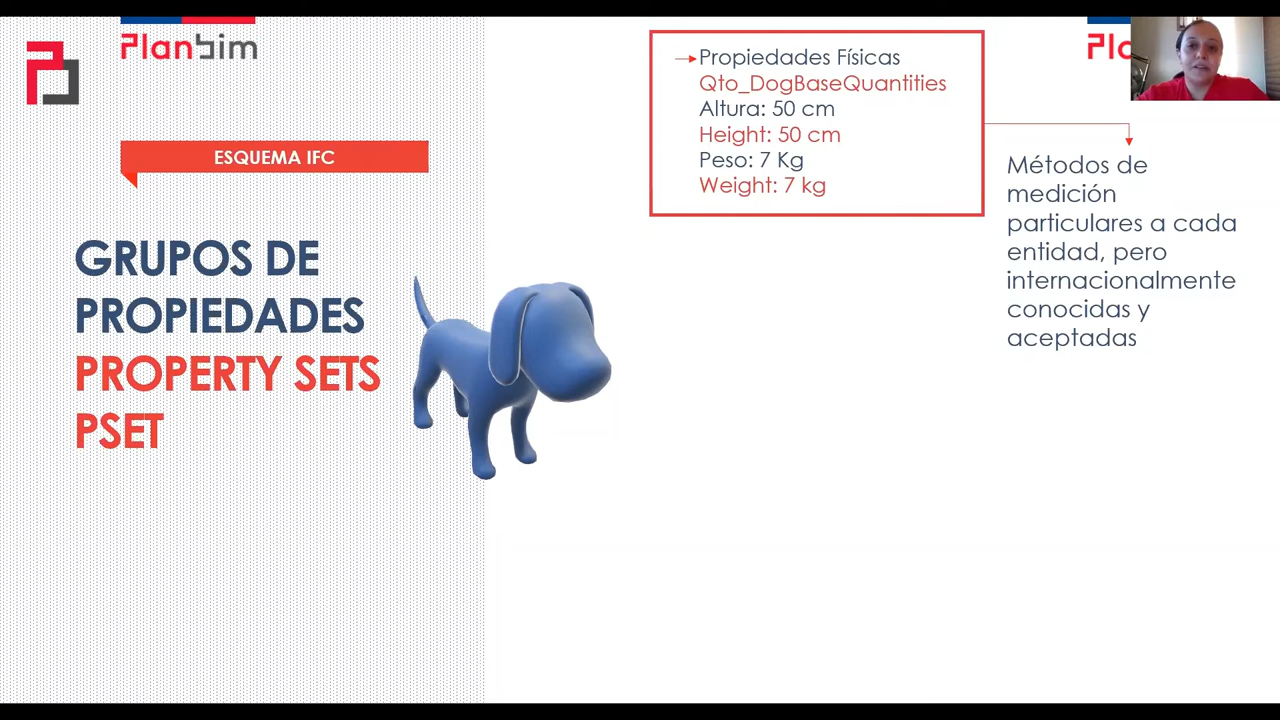 Planbim
ESQUEMA IFC
GRUPOS DE
PROPIEDADES
PROPERTY SETS
PSET
Propiedades Físicas
Qto_DogBaseQuantities
Altura: 50 cm
Height: 50 cm
Peso: 7 Kg
Weight: 7 kg
Pl
Métodos de
medición
particulares a cada
entidad, pero
internacionalmente
conocidas y
aceptadas